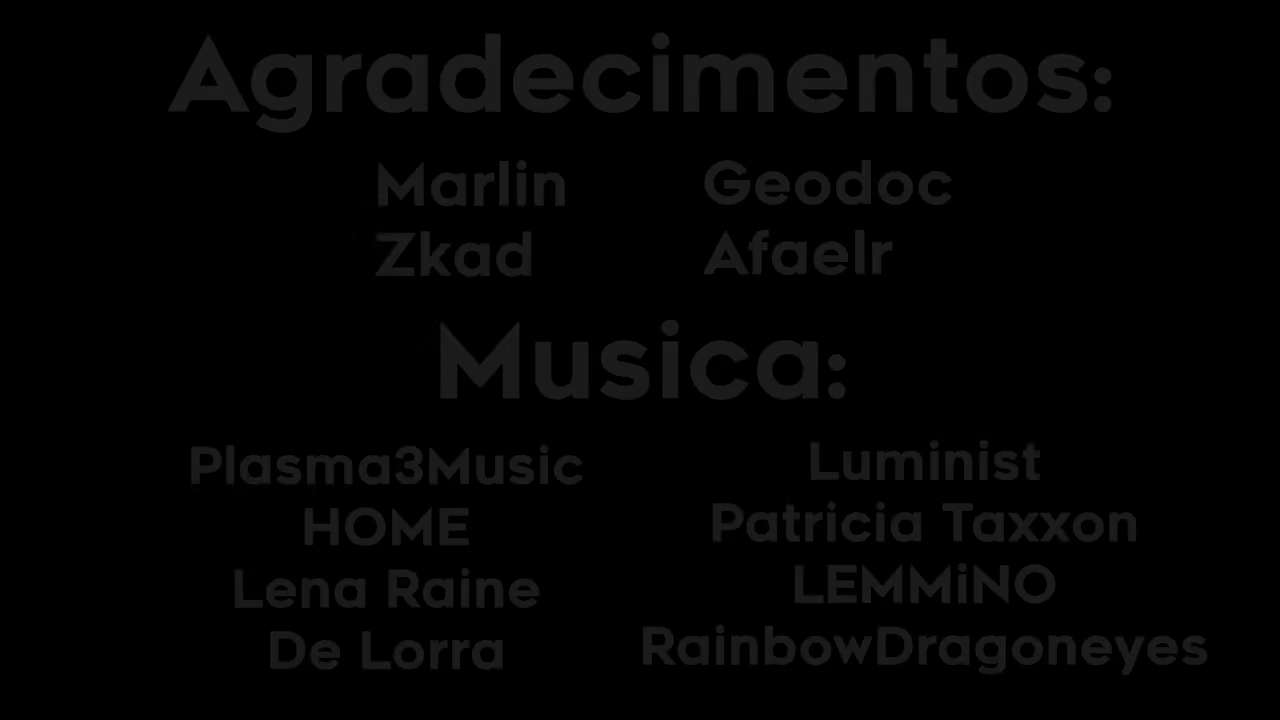 Agradecimentos:
Marlin Geodoc
Zkad Afaelr
Musica:
Plasma3Music Luminist
HOME Patricia Taxxon
Lena Raine LEMMiNO
De Lorra RainbowDragoneyes